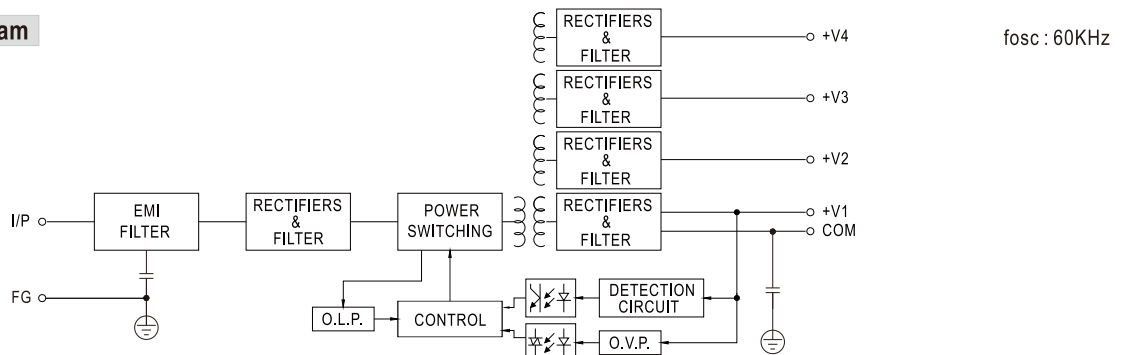 am
fosc : 60KHz
RECTIFIERS
&
FILTER
+V4
RECTIFIERS
&
FILTER
+V3
RECTIFIERS
&
FILTER
+V2
I/P
EMI
FILTER
RECTIFIERS
&
FILTER
POWER
SWITCHING
RECTIFIERS
&
FILTER
+V1
COM
FG
O.L.P.
CONTROL
DETECTION
CIRCUIT
O.V.P.